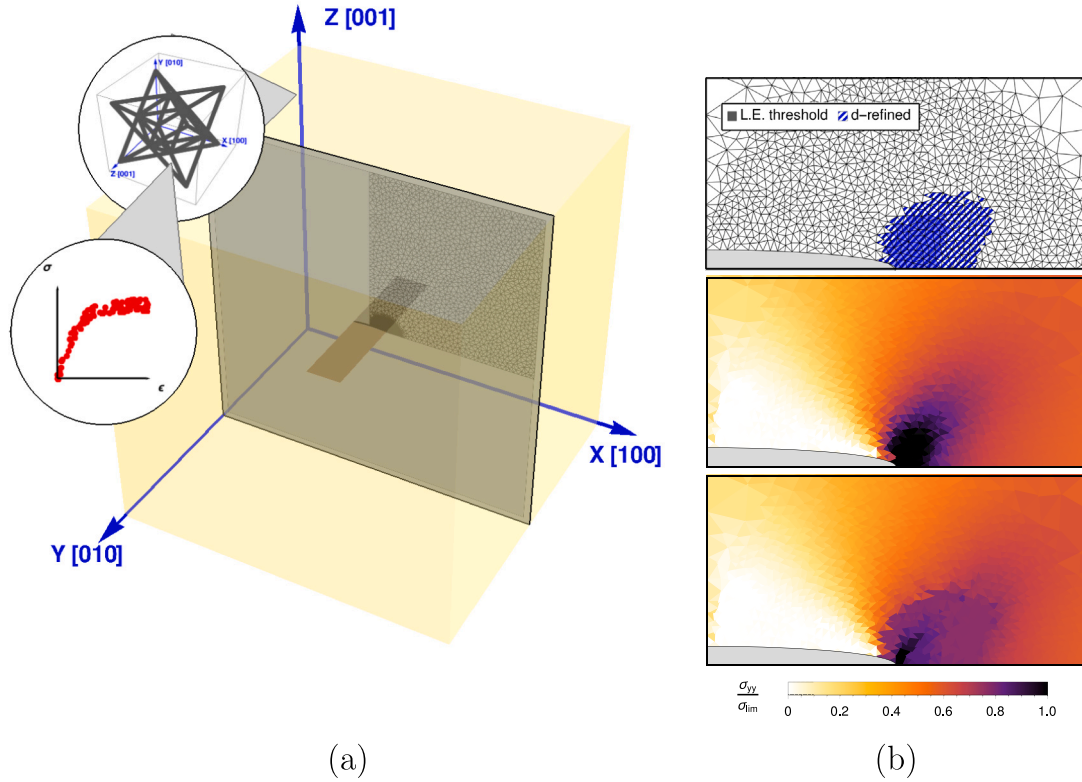 Z [001]
Y [010]
X [100]
Z [001]
σ
ϵ
X [100]
Y [010]
L.E. threshold d-refined
σyy
σlim
0 0.2 0.4 0.6 0.8 1.0
(a) (b)